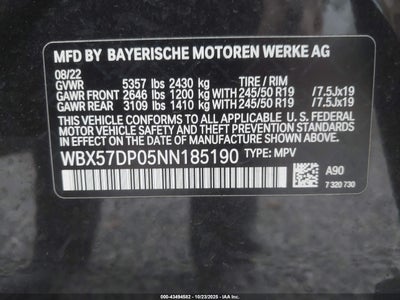 MFD BY BAYERISCHE MOTOREN WERKE AG
08/22
GVWR 5357 lbs 2430 kg TIRE / RIM
GAWR FRONT 2646 lbs 1200 kg WITH 245/50 R19 /7.5Jx19
GAWR REAR 3109 lbs 1410 kg WITH 245/50 R19 /7.5Jx19
THIS VEHICLE CONFORMS TO ALL APPLICABLE U. S. FEDERAL
MOTOR VEHICLE SAFETY, BUMPER, AND THEFT PREVENTION
STANDARDS IN EFFECT ON THE DATE OF MANUFACTURE SHOWN ABOVE.
WBX57DP05NN185190 TYPE: MPV
A90
7 320 730
000-43494582 - 10/23/2025 - IAAI